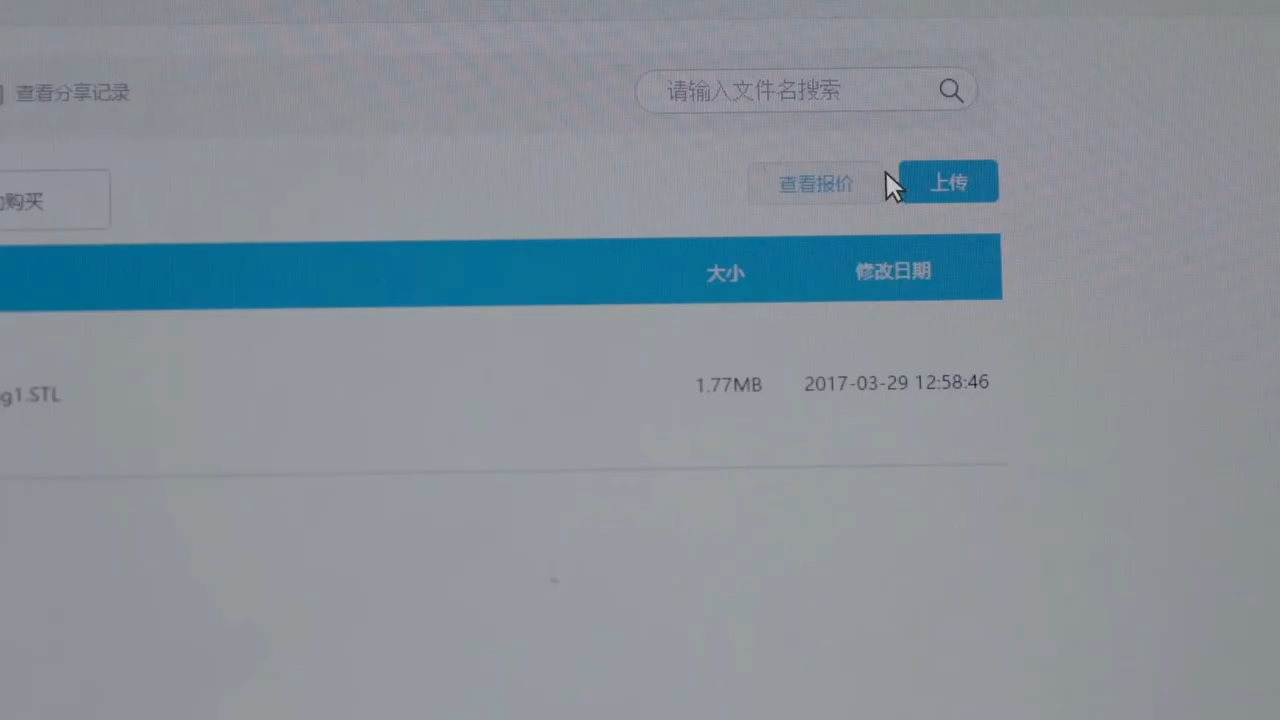 查看分享记录
请输入文件名搜索
购买
查看报价
上传
大小
修改日期
g1.STL
1.77MB
2017-03-29 12:58:46